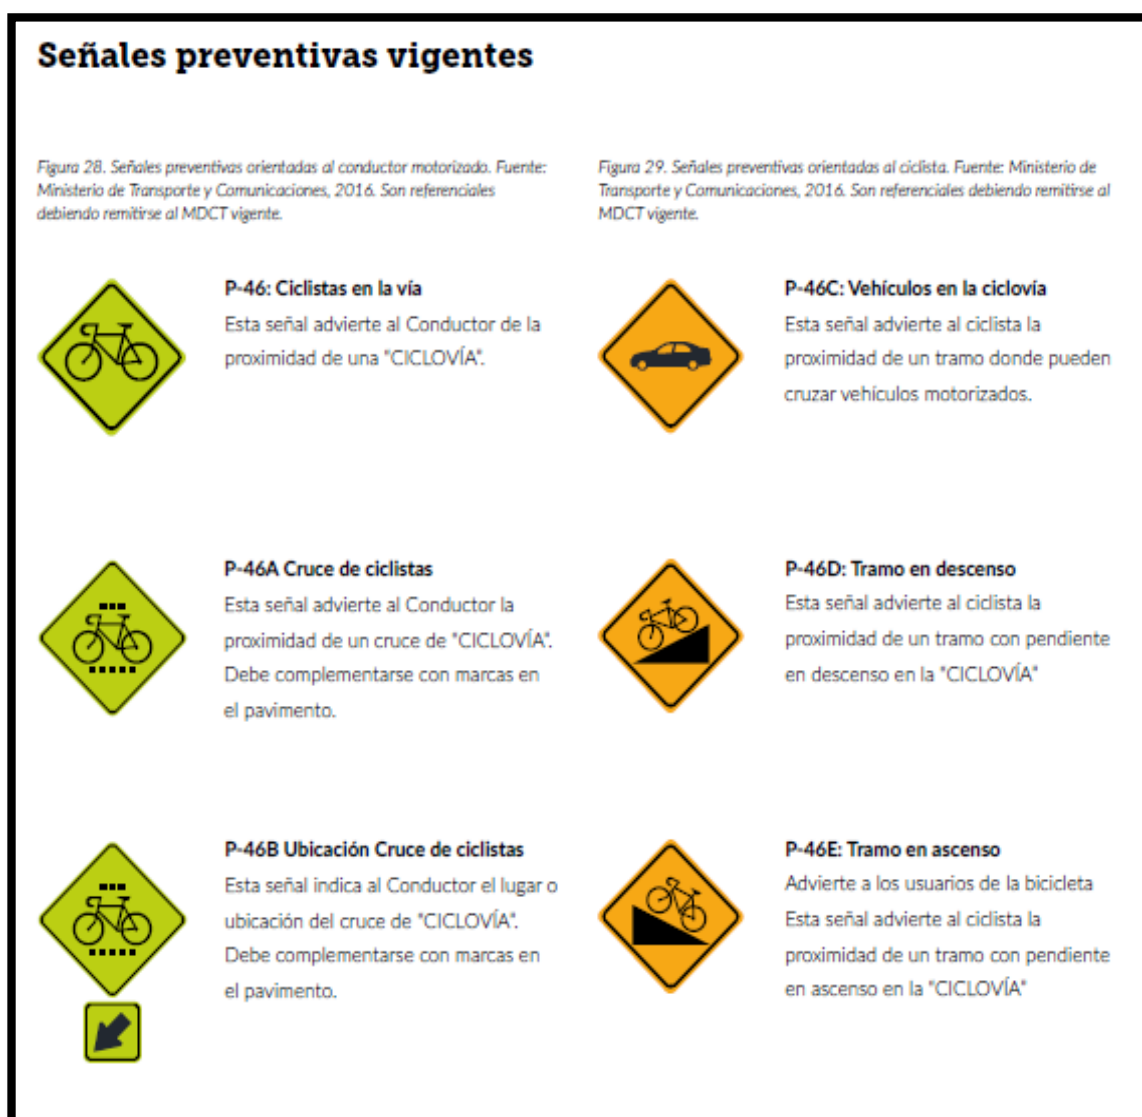 Señales preventivas vigentes
Figura 28. Señales preventivas orientadas al conductor motorizado. Fuente:
Ministerio de Transporte y Comunicaciones, 2016. Son referenciales
debiendo remitirse al MDCT vigente.
P-46: Ciclistas en la vía
Esta señal advierte al Conductor de la
proximidad de una "CICLOVÍA".
P-46A Cruce de ciclistas
Esta señal advierte al Conductor la
proximidad de un cruce de "CICLOVÍA".
Debe complementarse con marcas en
el pavimento.
P-46B Ubicación Cruce de ciclistas
Esta señal indica al Conductor el lugar o
ubicación del cruce de "CICLOVÍA".
Debe complementarse con marcas en
el pavimento.
Figura 29. Señales preventivas orientadas al ciclista. Fuente: Ministerio de
Transporte y Comunicaciones, 2016. Son referenciales debiendo remitirse al
MDCT vigente.
P-46C: Vehículos en la ciclovía
Esta señal advierte al ciclista la
proximidad de un tramo donde pueden
cruzar vehículos motorizados.
P-46D: Tramo en descenso
Esta señal advierte al ciclista la
proximidad de un tramo con pendiente
en descenso en la "CICLOVÍA"
P-46E: Tramo en ascenso
Advierte a los usuarios de la bicicleta
Esta señal advierte al ciclista la
proximidad de un tramo con pendiente
en ascenso en la "CICLOVÍA"